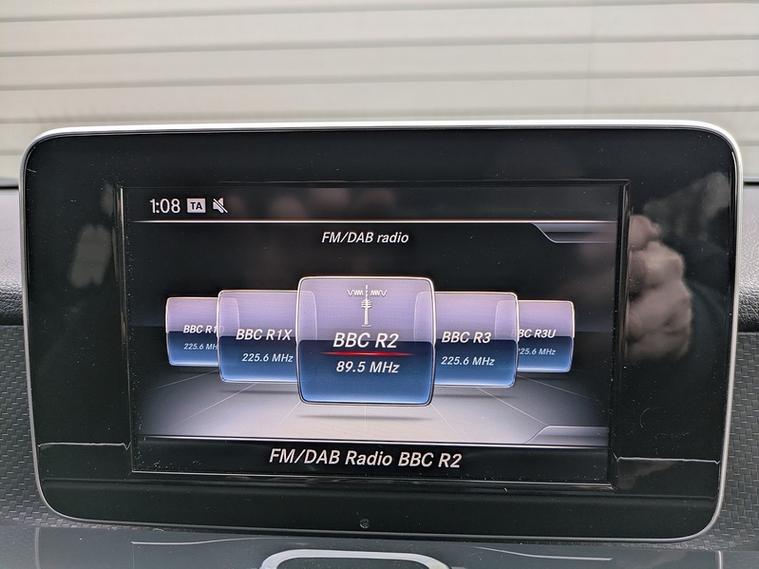 1:08 TA
FM/DAB radio
BBC R1X
225.6 MHz
BBC R2
89.5 MHz
BBC R3
225.6 MHz
BBC R3U
225.6 MHz
BBC R1
225.6 MHz
FM/DAB Radio BBC R2